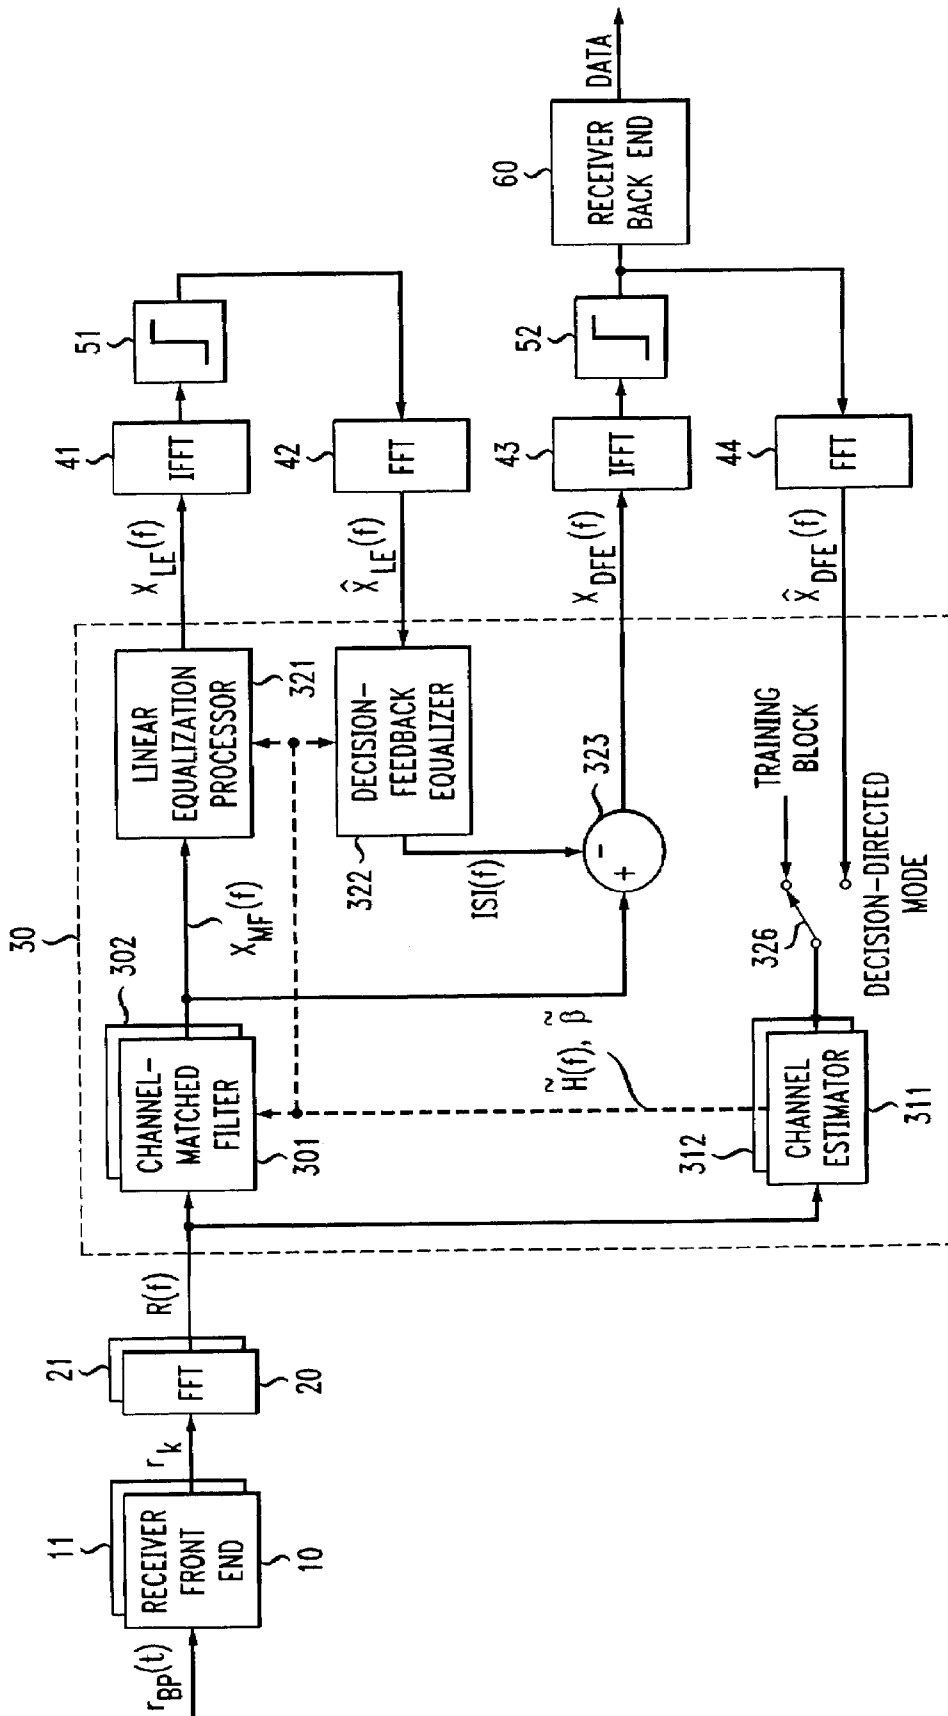 r_BP(t)
11
RECEIVER
FRONT
END
10
r_k
21
FFT
20
R(f)
30
302
CHANNEL-
MATCHED
FILTER
301
X_MF(f)
LINEAR
EQUALIZATION
PROCESSOR
321
X_LE(f)
41
IFFT
51
DECISION-
FEEDBACK
EQUALIZER
322
X̂_LE(f)
42
FFT
ISI(f)
-
+
323
X_DFE(f)
43
IFFT
52
60
RECEIVER
BACK END
DATA
H̃(f), β̃
312
CHANNEL
ESTIMATOR
311
326
TRAINING
BLOCK
DECISION-DIRECTED
MODE
X̂_DFE(f)
44
FFT